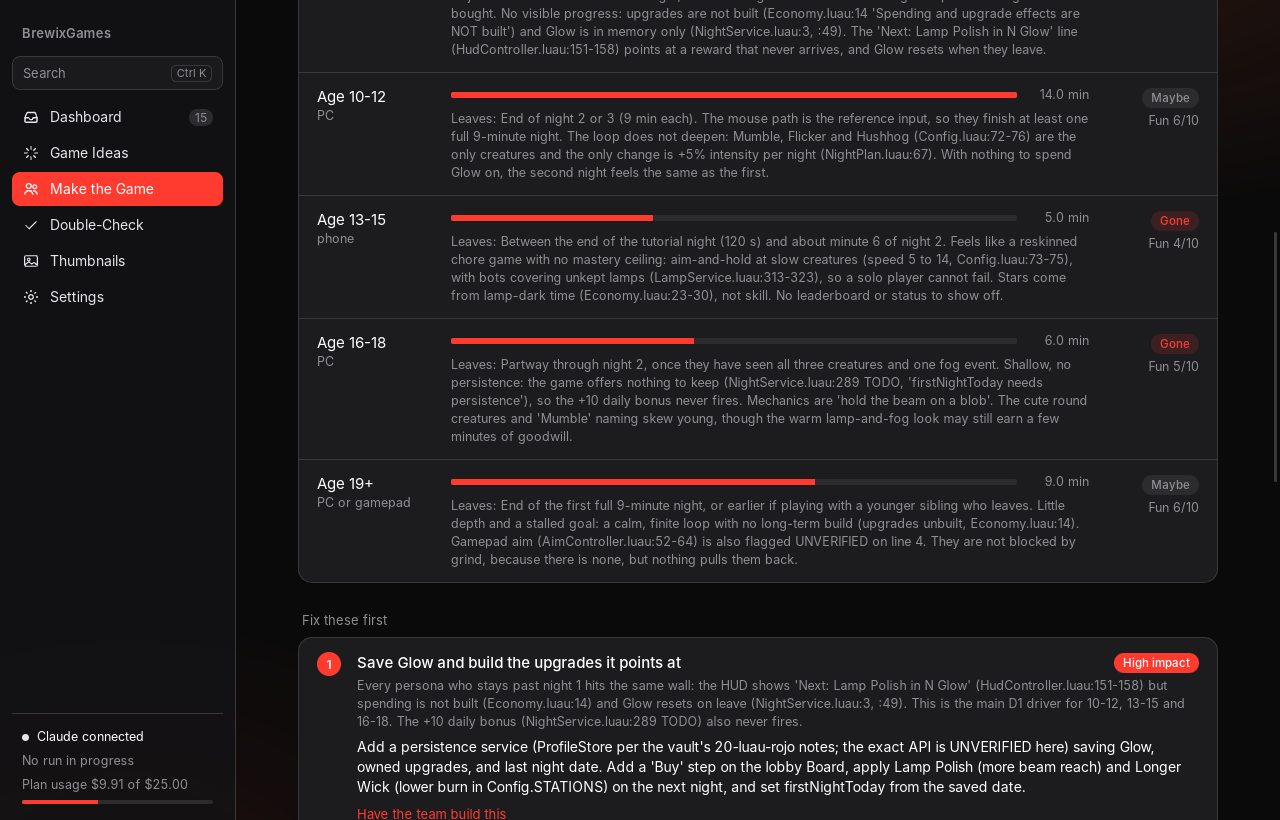 BrewixGames
Search
Ctrl K
Dashboard
15
Game Ideas
Make the Game
Double-Check
Thumbnails
Settings
Claude connected
No run in progress
Plan usage $9.91 of $25.00
bought. No visible progress: upgrades are not built (Economy.luau:14 'Spending and upgrade effects are
NOT built') and Glow is in memory only (NightService.luau:3, :49). The 'Next: Lamp Polish in N Glow' line
(HudController.luau:151-158) points at a reward that never arrives, and Glow resets when they leave.
Age 10-12
PC
14.0 min
Maybe
Fun 6/10
Leaves: End of night 2 or 3 (9 min each). The mouse path is the reference input, so they finish at least one
full 9-minute night. The loop does not deepen: Mumble, Flicker and Hushhog (Config.luau:72-76) are the
only creatures and the only change is +5% intensity per night (NightPlan.luau:67). With nothing to spend
Glow on, the second night feels the same as the first.
Age 13-15
phone
5.0 min
Gone
Fun 4/10
Leaves: Between the end of the tutorial night (120 s) and about minute 6 of night 2. Feels like a reskinned
chore game with no mastery ceiling: aim-and-hold at slow creatures (speed 5 to 14, Config.luau:73-75),
with bots covering unkept lamps (LampService.luau:313-323), so a solo player cannot fail. Stars come
from lamp-dark time (Economy.luau:23-30), not skill. No leaderboard or status to show off.
Age 16-18
PC
6.0 min
Gone
Fun 5/10
Leaves: Partway through night 2, once they have seen all three creatures and one fog event. Shallow, no
persistence: the game offers nothing to keep (NightService.luau:289 TODO, 'firstNightToday needs
persistence'), so the +10 daily bonus never fires. Mechanics are 'hold the beam on a blob'. The cute round
creatures and 'Mumble' naming skew young, though the warm lamp-and-fog look may still earn a few
minutes of goodwill.
Age 19+
PC or gamepad
9.0 min
Maybe
Fun 6/10
Leaves: End of the first full 9-minute night, or earlier if playing with a younger sibling who leaves. Little
depth and a stalled goal: a calm, finite loop with no long-term build (upgrades unbuilt, Economy.luau:14).
Gamepad aim (AimController.luau:52-64) is also flagged UNVERIFIED on line 4. They are not blocked by
grind, because there is none, but nothing pulls them back.
Fix these first
1
Save Glow and build the upgrades it points at
High impact
Every persona who stays past night 1 hits the same wall: the HUD shows 'Next: Lamp Polish in N Glow' (HudController.luau:151-158) but
spending is not built (Economy.luau:14) and Glow resets on leave (NightService.luau:3, :49). This is the main D1 driver for 10-12, 13-15 and
16-18. The +10 daily bonus (NightService.luau:289 TODO) also never fires.
Add a persistence service (ProfileStore per the vault's 20-luau-rojo notes; the exact API is UNVERIFIED here) saving Glow,
owned upgrades, and last night date. Add a 'Buy' step on the lobby Board, apply Lamp Polish (more beam reach) and Longer
Wick (lower burn in Config.STATIONS) on the next night, and set firstNightToday from the saved date.
Have the team build this